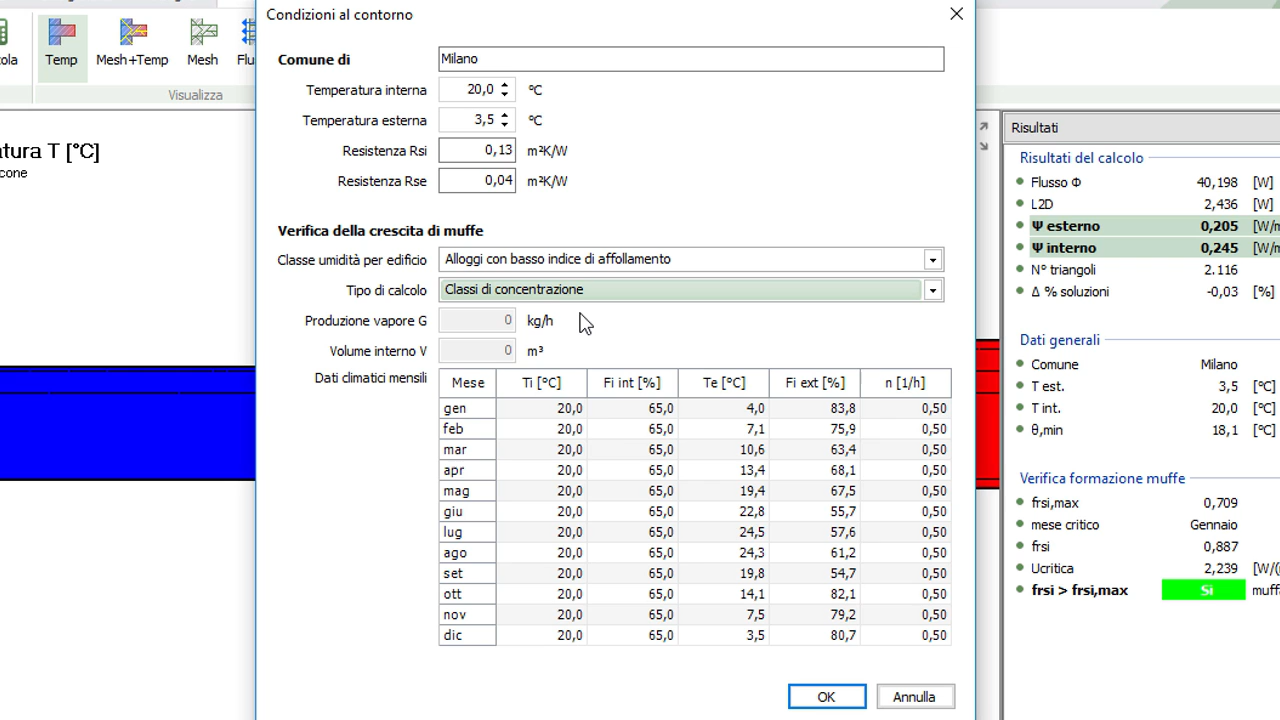 Condizioni al contorno
Temp
Mesh+Temp
Mesh
Visualizza
T [°C]
Comune di Milano
Temperatura interna 20,0 °C
Temperatura esterna 3,5 °C
Resistenza Rsi 0,13 m²K/W
Resistenza Rse 0,04 m²K/W
Verifica della crescita di muffe
Classe umidità per edificio Alloggi con basso indice di affollamento
Tipo di calcolo Classi di concentrazione
Produzione vapore G 0 kg/h
Volume interno V 0 m³
Dati climatici mensili
Mese Ti [°C] Fi int [%] Te [°C] Fi ext [%] n [1/h]
gen 20,0 65,0 4,0 83,8 0,50
feb 20,0 65,0 7,1 75,9 0,50
mar 20,0 65,0 10,6 63,4 0,50
apr 20,0 65,0 13,4 68,1 0,50
mag 20,0 65,0 19,4 67,5 0,50
giu 20,0 65,0 22,8 55,7 0,50
lug 20,0 65,0 24,5 57,6 0,50
ago 20,0 65,0 24,3 61,2 0,50
set 20,0 65,0 19,8 54,7 0,50
ott 20,0 65,0 14,1 82,1 0,50
nov 20,0 65,0 7,5 79,2 0,50
dic 20,0 65,0 3,5 80,7 0,50
OK Annulla
Risultati
Risultati del calcolo
Flusso Φ 40,198 [W]
L2D 2,436 [W]
Ψ esterno 0,205 [W/m
Ψ interno 0,245 [W/m
N° triangoli 2.116
Δ % soluzioni -0,03 [%]
Dati generali
Comune Milano
T est. 3,5 [°C]
T int. 20,0 [°C]
θ,min 18,1 [°C]
Verifica formazione muffe
frsi,max 0,709
mese critico Gennaio
frsi 0,887
Ucritica 2,239 [W/(
frsi > frsi,max Si muffa